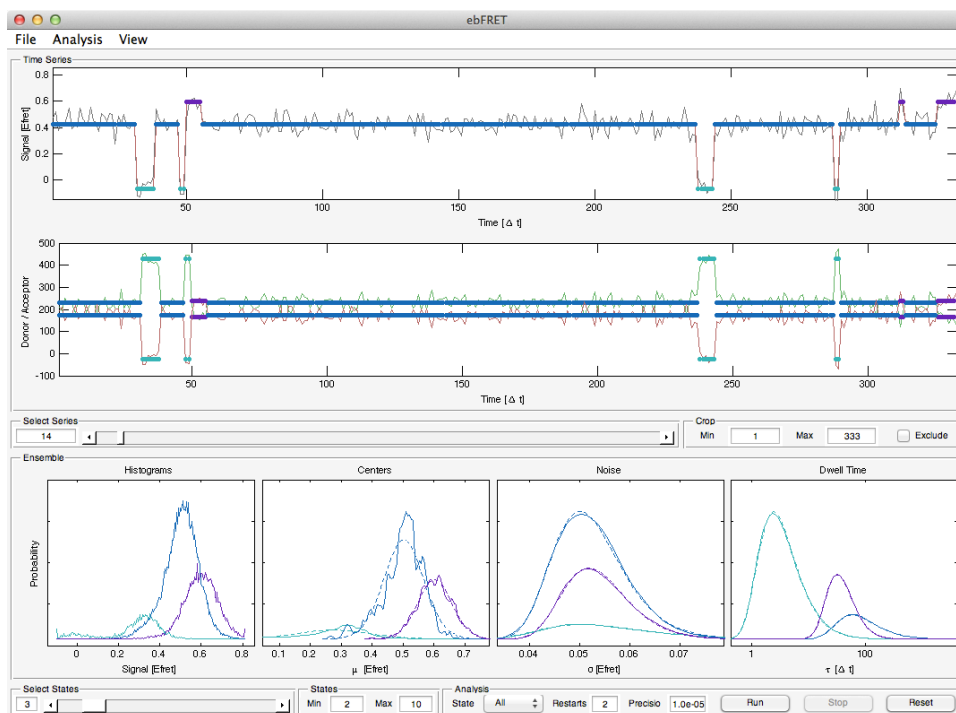 ebFRET
File Analysis View
Time Series
0.8
0.6
0.4
0.2
0
Signal [Efret]
50 100 150 200 250 300
Time [ Δ t]
500
400
300
200
100
0
-100
Donor / Acceptor
50 100 150 200 250 300
Time [ Δ t]
Select Series
14
Crop
Min 1 Max 333 Exclude
Ensemble
Histograms Centers Noise Dwell Time
Probability
0 0.2 0.4 0.6 0.8 0.1 0.2 0.3 0.4 0.5 0.6 0.7 0.04 0.05 0.06 0.07 1 100
Signal [Efret] μ [Efret] σ [Efret] τ [ Δ t]
Select States
3
States
Min 2 Max 10
Analysis
State All Restarts 2 Precisio 1.0e-05 Run Stop Reset